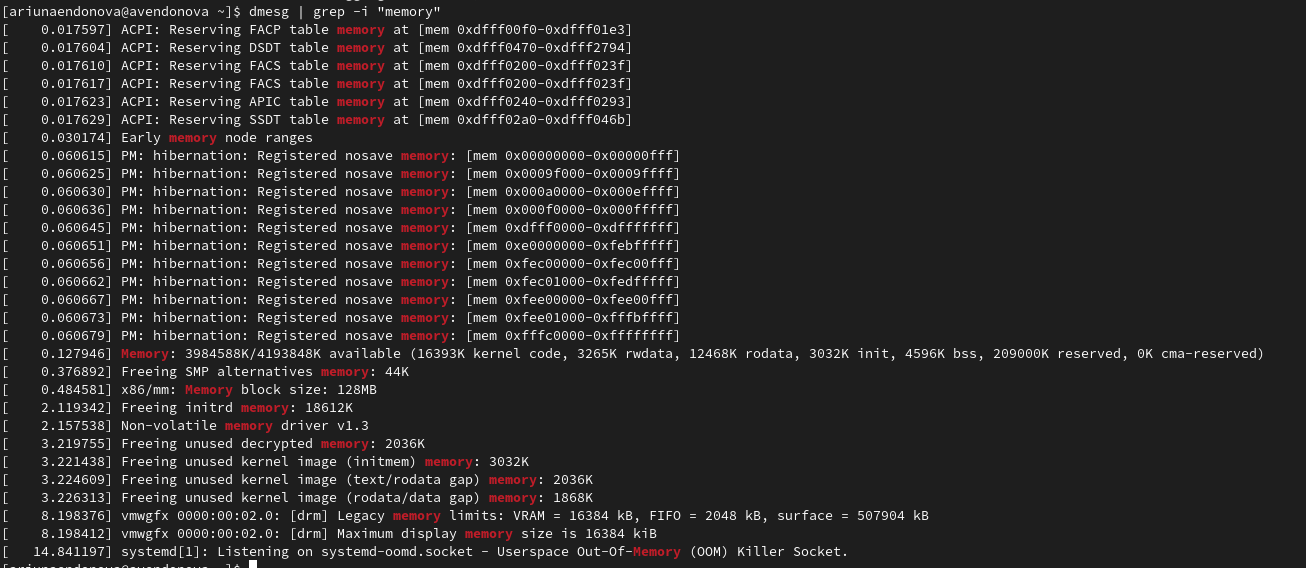 [ariunaendonova@avendonova ~]$ dmesg | grep -i "memory"
[    0.017597] ACPI: Reserving FACP table memory at [mem 0xdfff00f0-0xdfff01e3]
[    0.017604] ACPI: Reserving DSDT table memory at [mem 0xdfff0470-0xdfff2794]
[    0.017610] ACPI: Reserving FACS table memory at [mem 0xdfff0200-0xdfff023f]
[    0.017617] ACPI: Reserving FACS table memory at [mem 0xdfff0200-0xdfff023f]
[    0.017623] ACPI: Reserving APIC table memory at [mem 0xdfff0240-0xdfff0293]
[    0.017629] ACPI: Reserving SSDT table memory at [mem 0xdfff02a0-0xdfff046b]
[    0.030174] Early memory node ranges
[    0.060615] PM: hibernation: Registered nosave memory: [mem 0x00000000-0x00000fff]
[    0.060625] PM: hibernation: Registered nosave memory: [mem 0x0009f000-0x0009ffff]
[    0.060630] PM: hibernation: Registered nosave memory: [mem 0x000a0000-0x000effff]
[    0.060636] PM: hibernation: Registered nosave memory: [mem 0x000f0000-0x000fffff]
[    0.060645] PM: hibernation: Registered nosave memory: [mem 0xdfff0000-0xdfffffff]
[    0.060651] PM: hibernation: Registered nosave memory: [mem 0xe0000000-0xfebfffff]
[    0.060656] PM: hibernation: Registered nosave memory: [mem 0xfec00000-0xfec00fff]
[    0.060662] PM: hibernation: Registered nosave memory: [mem 0xfec01000-0xfedfffff]
[    0.060667] PM: hibernation: Registered nosave memory: [mem 0xfee00000-0xfee00fff]
[    0.060673] PM: hibernation: Registered nosave memory: [mem 0xfee01000-0xfffbffff]
[    0.060679] PM: hibernation: Registered nosave memory: [mem 0xfffc0000-0xffffffff]
[    0.127946] Memory: 3984588K/4193848K available (16393K kernel code, 3265K rwdata, 12468K rodata, 3032K init, 4596K bss, 209000K reserved, 0K cma-reserved)
[    0.376892] Freeing SMP alternatives memory: 44K
[    0.484581] x86/mm: Memory block size: 128MB
[    2.119342] Freeing initrd memory: 18612K
[    2.157538] Non-volatile memory driver v1.3
[    3.219755] Freeing unused decrypted memory: 2036K
[    3.221438] Freeing unused kernel image (initmem) memory: 3032K
[    3.224609] Freeing unused kernel image (text/rodata gap) memory: 2036K
[    3.226313] Freeing unused kernel image (rodata/data gap) memory: 1868K
[    8.198376] vmwgfx 0000:00:02.0: [drm] Legacy memory limits: VRAM = 16384 kB, FIFO = 2048 kB, surface = 507904 kB
[    8.198412] vmwgfx 0000:00:02.0: [drm] Maximum display memory size is 16384 kiB
[   14.841197] systemd[1]: Listening on systemd-oomd.socket - Userspace Out-Of-Memory (OOM) Killer Socket.
[ariunaendonova@avendonova ~]$